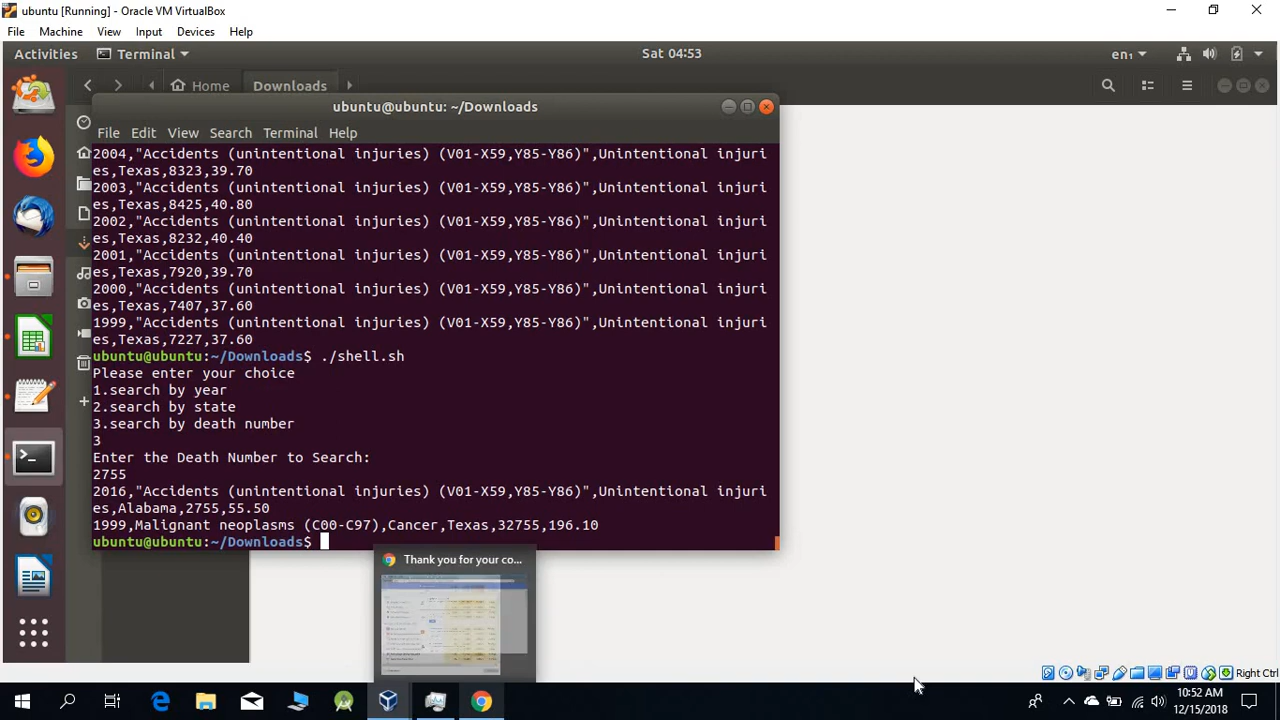 ubuntu [Running] - Oracle VM VirtualBox
File Machine View Input Devices Help
Activities Terminal Sat 04:53 en1
Home Downloads
ubuntu@ubuntu: ~/Downloads
File Edit View Search Terminal Help
2004,"Accidents (unintentional injuries) (V01-X59,Y85-Y86)",Unintentional injuri
es,Texas,8323,39.70
2003,"Accidents (unintentional injuries) (V01-X59,Y85-Y86)",Unintentional injuri
es,Texas,8425,40.80
2002,"Accidents (unintentional injuries) (V01-X59,Y85-Y86)",Unintentional injuri
es,Texas,8232,40.40
2001,"Accidents (unintentional injuries) (V01-X59,Y85-Y86)",Unintentional injuri
es,Texas,7920,39.70
2000,"Accidents (unintentional injuries) (V01-X59,Y85-Y86)",Unintentional injuri
es,Texas,7407,37.60
1999,"Accidents (unintentional injuries) (V01-X59,Y85-Y86)",Unintentional injuri
es,Texas,7227,37.60
ubuntu@ubuntu:~/Downloads$ ./shell.sh
Please enter your choice
1.search by year
2.search by state
3.search by death number
3
Enter the Death Number to Search:
2755
2016,"Accidents (unintentional injuries) (V01-X59,Y85-Y86)",Unintentional injuri
es,Alabama,2755,55.50
1999,Malignant neoplasms (C00-C97),Cancer,Texas,32755,196.10
ubuntu@ubuntu:~/Downloads$
Thank you for your co...
Right Ctrl
10:52 AM
12/15/2018